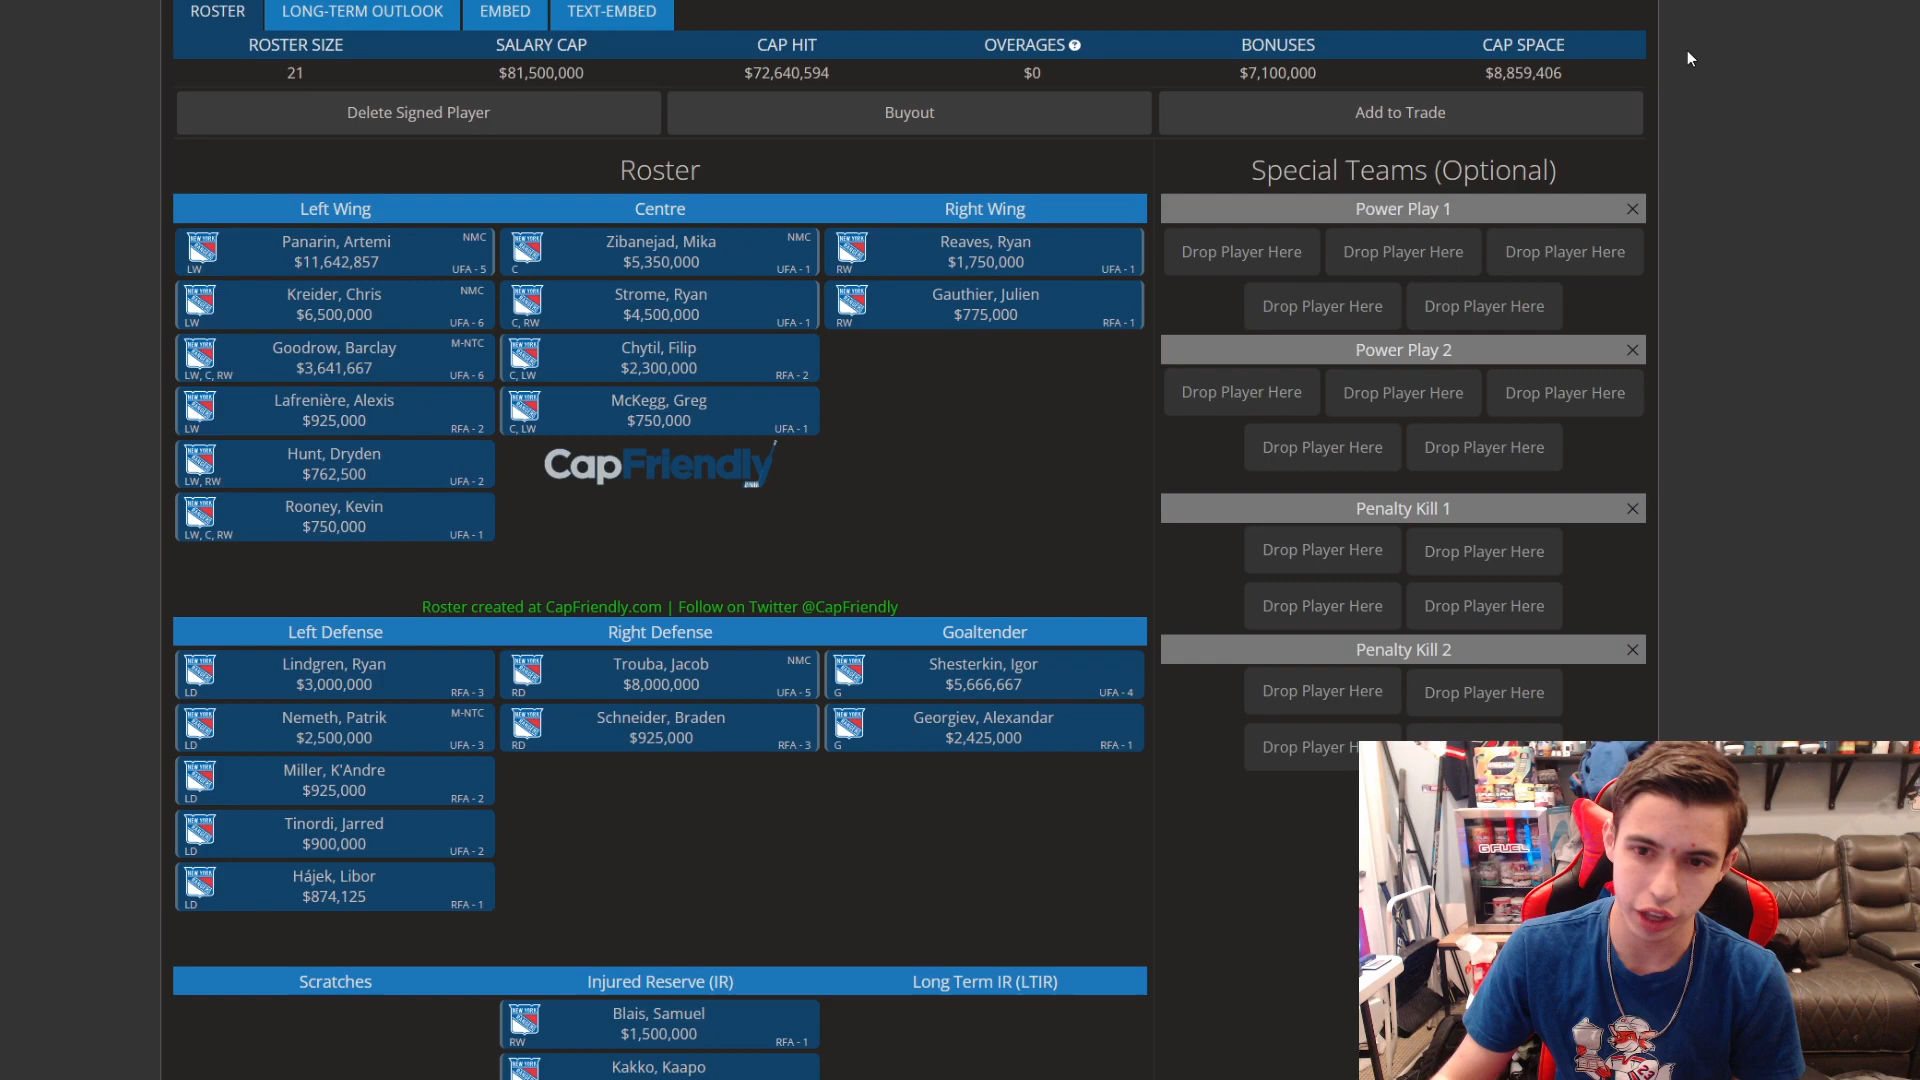 ROSTER LONG-TERM OUTLOOK EMBED TEXT-EMBED
ROSTER SIZE SALARY CAP CAP HIT OVERAGES ? BONUSES CAP SPACE
21 $81,500,000 $72,640,594 $0 $7,100,000 $8,859,406
Delete Signed Player Buyout Add to Trade
Roster
Left Wing Centre Right Wing
Panarin, Artemi NMC
$11,642,857
LW UFA - 5
Zibanejad, Mika NMC
$5,350,000
C UFA - 1
Reaves, Ryan
$1,750,000
RW UFA - 1
Kreider, Chris NMC
$6,500,000
LW UFA - 6
Strome, Ryan
$4,500,000
C, RW UFA - 1
Gauthier, Julien
$775,000
RW RFA - 1
Goodrow, Barclay M-NTC
$3,641,667
LW, C, RW UFA - 6
Chytil, Filip
$2,300,000
C, LW RFA - 2
Lafrenière, Alexis
$925,000
LW RFA - 2
McKegg, Greg
$750,000
C, LW UFA - 1
Hunt, Dryden
$762,500
LW, RW UFA - 2
CapFriendly
Rooney, Kevin
$750,000
LW, C, RW UFA - 1
Roster created at CapFriendly.com | Follow on Twitter @CapFriendly
Left Defense Right Defense Goaltender
Lindgren, Ryan
$3,000,000
LD RFA - 3
Trouba, Jacob NMC
$8,000,000
RD UFA - 5
Shesterkin, Igor
$5,666,667
G UFA - 4
Nemeth, Patrik M-NTC
$2,500,000
LD UFA - 3
Schneider, Braden
$925,000
RD RFA - 3
Georgiev, Alexandar
$2,425,000
G RFA - 1
Miller, K'Andre
$925,000
LD RFA - 2
Tinordi, Jarred
$900,000
LD UFA - 2
Hájek, Libor
$874,125
LD RFA - 1
Scratches Injured Reserve (IR) Long Term IR (LTIR)
Blais, Samuel
$1,500,000
RW RFA - 1
Kakko, Kaapo
Special Teams (Optional)
Power Play 1
Drop Player Here Drop Player Here Drop Player Here
Drop Player Here Drop Player Here
Power Play 2
Drop Player Here Drop Player Here Drop Player Here
Drop Player Here Drop Player Here
Penalty Kill 1
Drop Player Here Drop Player Here
Drop Player Here Drop Player Here
Penalty Kill 2
Drop Player Here Drop Player Here
Drop Player H
G FUEL
23